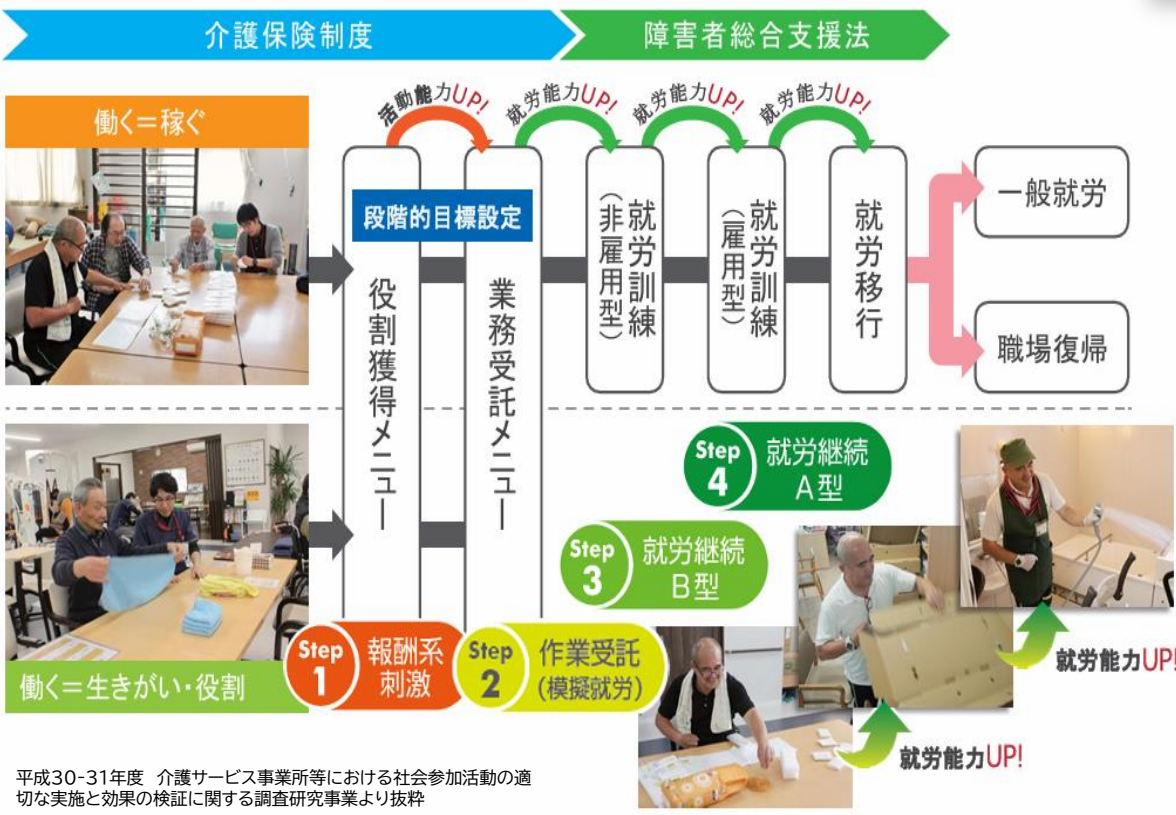 介護保険制度
障害者総合支援法
働く＝稼ぐ
活動能力UP!
就労能力UP!
就労能力UP!
就労能力UP!
段階的目標設定
役割獲得メニュー
業務受託メニュー
就労訓練
（非雇用型）
就労訓練
（雇用型）
就労移行
一般就労
職場復帰
働く＝生きがい・役割
Step
1
報酬系
刺激
Step
2
作業受託
（模擬就労）
Step
3
就労継続
B型
Step
4
就労継続
A型
就労能力UP!
就労能力UP!
平成30-31年度 介護サービス事業所等における社会参加活動の適
切な実施と効果の検証に関する調査研究事業より抜粋